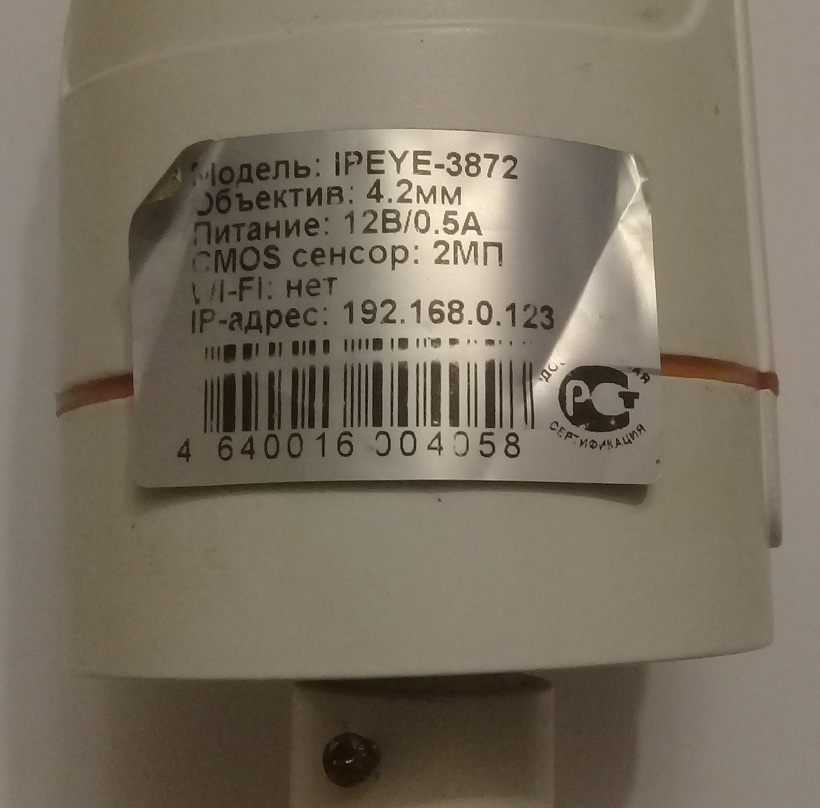 Модель: IPEYE-3872
Объектив: 4.2мм
Питание: 12В/0.5А
CMOS сенсор: 2МП
WI-FI: нет
IP-адрес: 192.168.0.123
4 640016 004058
РСТ
СЕРТИФИКАЦИЯ